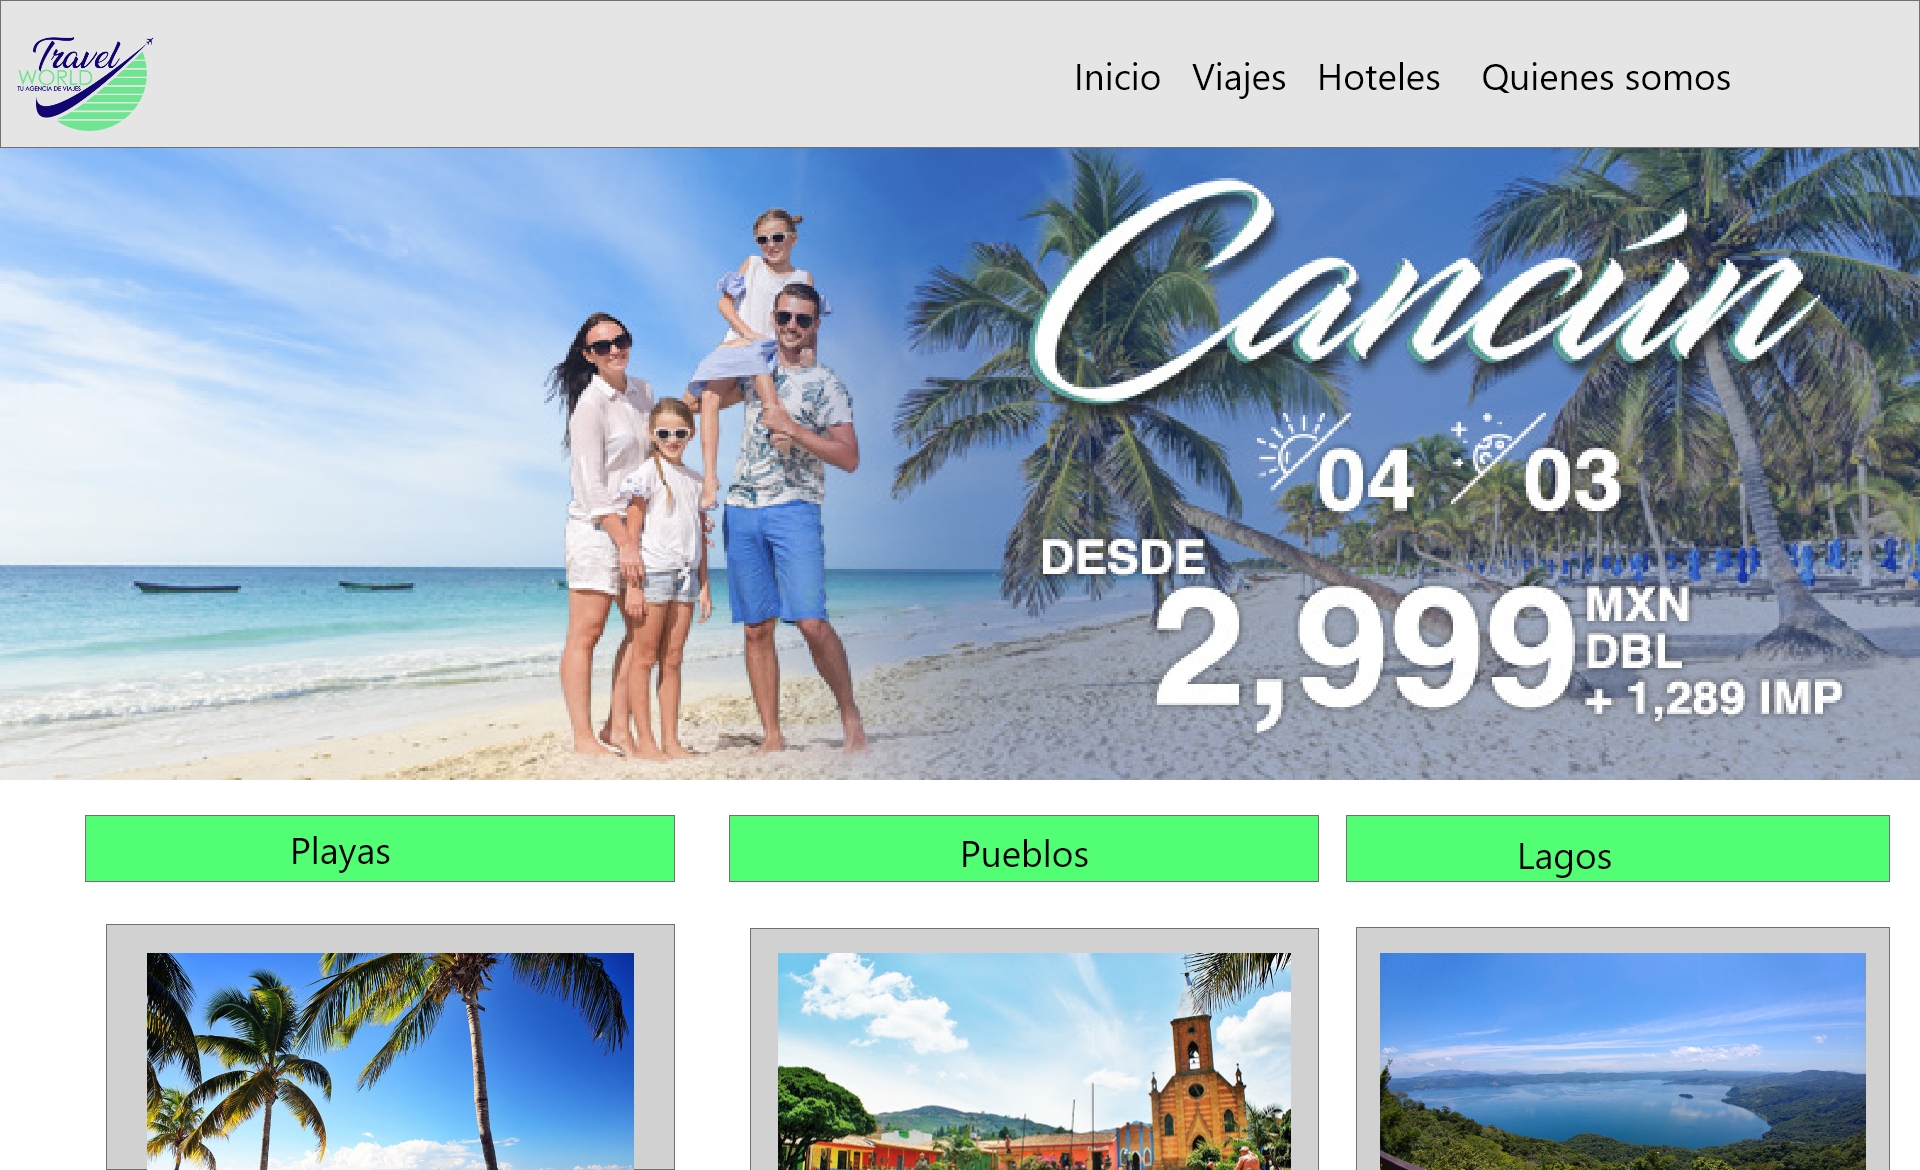 Travel
WORLD
TU AGENCIA DE VIAJES
Inicio Viajes Hoteles Quienes somos
Cancún
04 03
DESDE
2,999 MXN
DBL
+ 1,289 IMP
Playas Pueblos Lagos